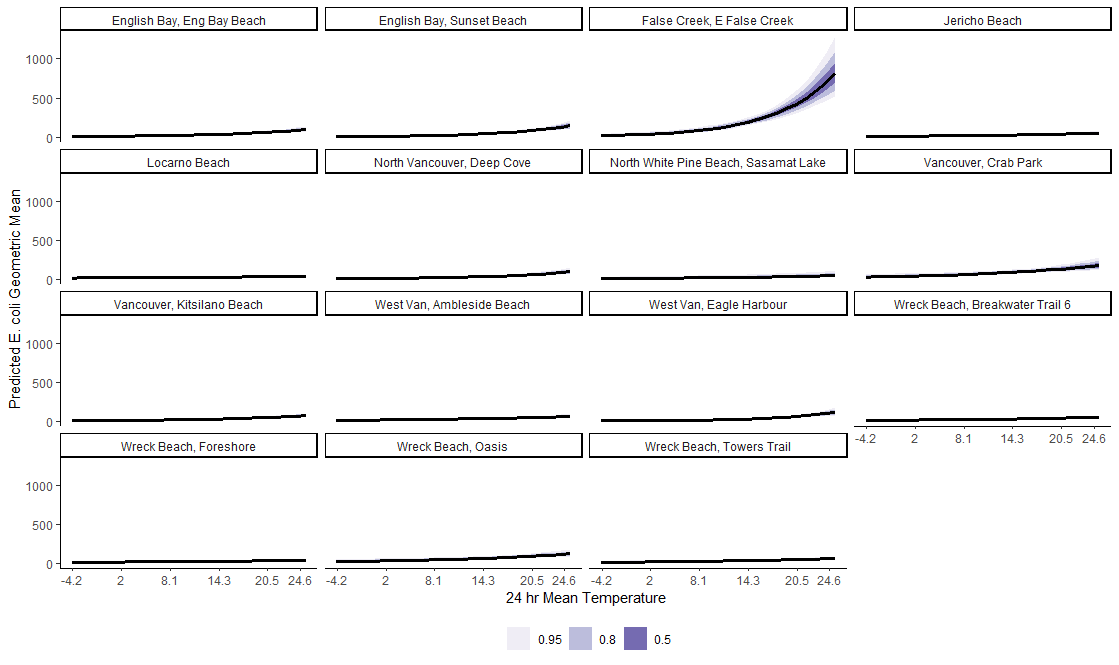 English Bay, Eng Bay Beach
English Bay, Sunset Beach
False Creek, E False Creek
Jericho Beach
1000
500
0
Locarno Beach
North Vancouver, Deep Cove
North White Pine Beach, Sasamat Lake
Vancouver, Crab Park
1000
500
0
Vancouver, Kitsilano Beach
West Van, Ambleside Beach
West Van, Eagle Harbour
Wreck Beach, Breakwater Trail 6
1000
500
0
-4.2 2 8.1 14.3 20.5 24.6
Wreck Beach, Foreshore
Wreck Beach, Oasis
Wreck Beach, Towers Trail
1000
500
0
-4.2 2 8.1 14.3 20.5 24.6
-4.2 2 8.1 14.3 20.5 24.6
-4.2 2 8.1 14.3 20.5 24.6
Predicted E. coli Geometric Mean
24 hr Mean Temperature
0.95 0.8 0.5